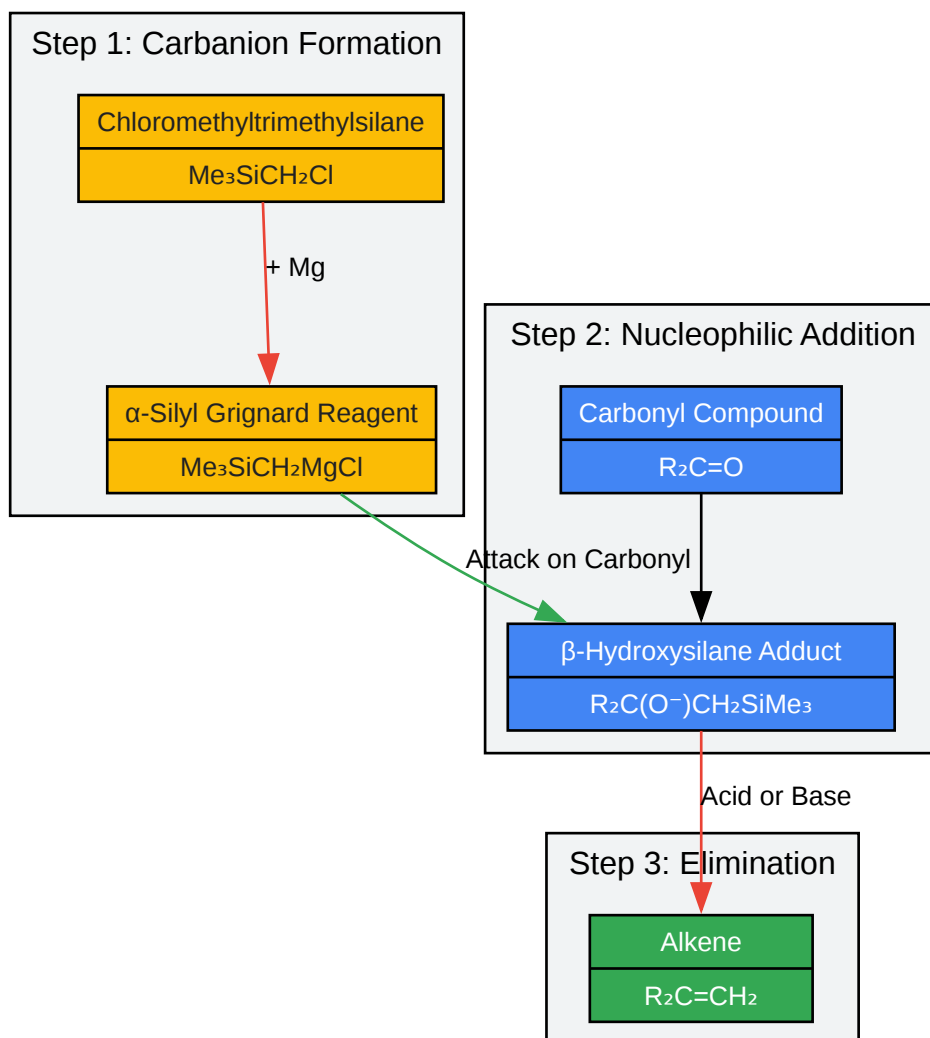 Step 1: Carbanion Formation
Chloromethyltrimethylsilane
Me₃SiCH₂Cl
+ Mg
α-Silyl Grignard Reagent
Me₃SiCH₂MgCl
Step 2: Nucleophilic Addition
Carbonyl Compound
R₂C=O
Attack on Carbonyl
β-Hydroxysilane Adduct
R₂C(O⁻)CH₂SiMe₃
Acid or Base
Step 3: Elimination
Alkene
R₂C=CH₂